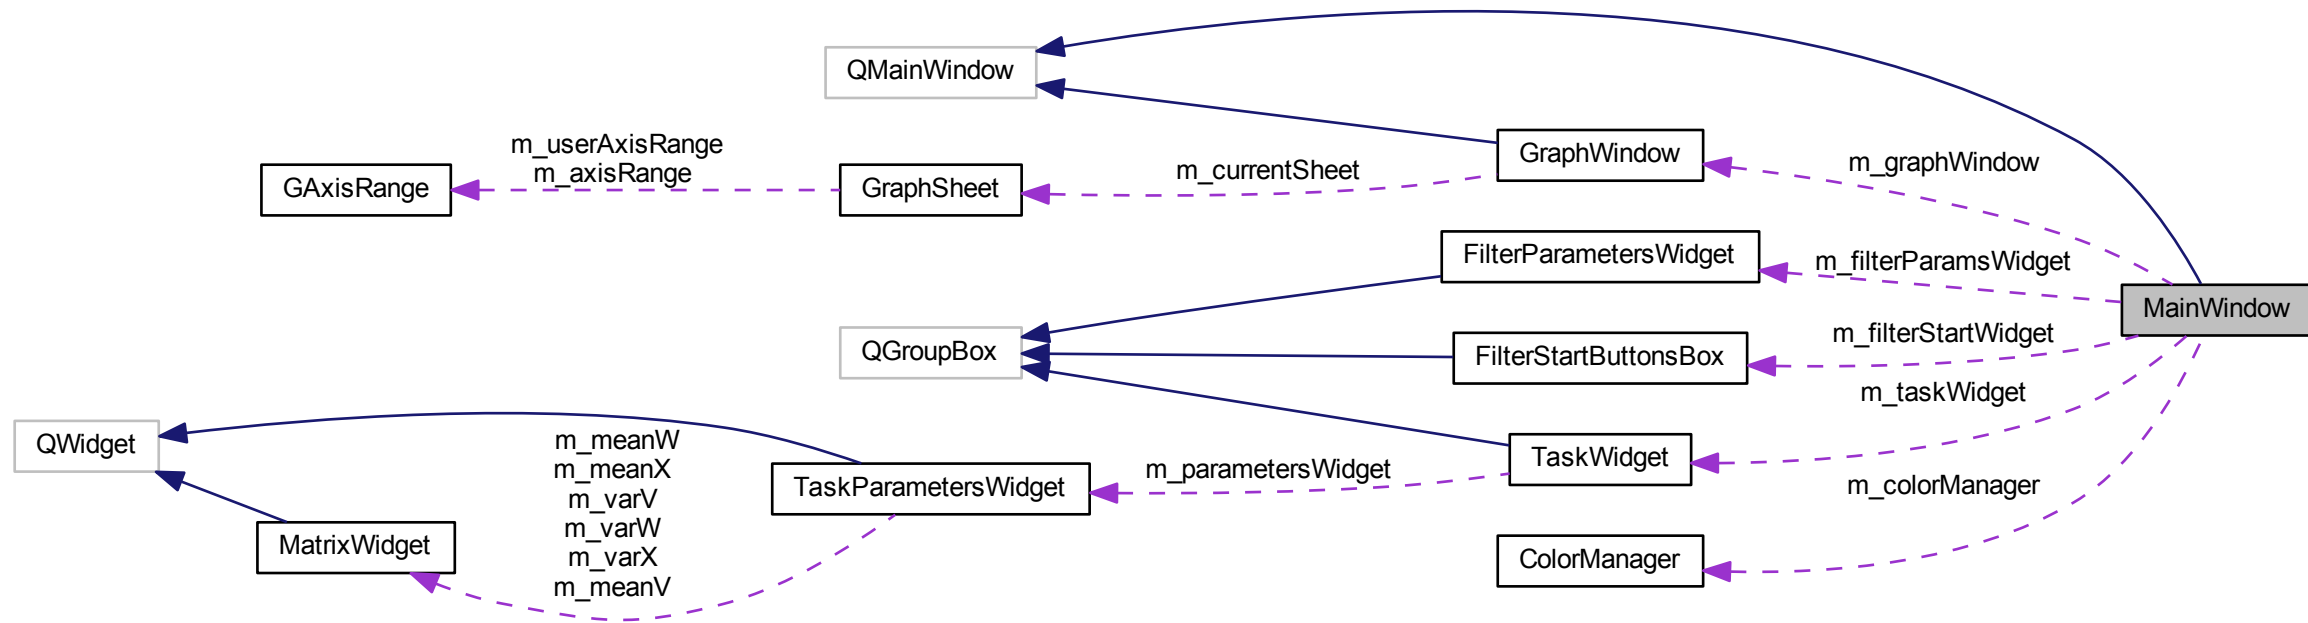 QMainWindow
m_userAxisRange
m_axisRange
GAxisRange
GraphSheet
m_currentSheet
GraphWindow
m_graphWindow
FilterParametersWidget
m_filterParamsWidget
MainWindow
QGroupBox
FilterStartButtonsBox
m_filterStartWidget
m_taskWidget
QWidget
m_meanW
m_meanX
m_varV
m_varW
m_varX
m_meanV
TaskParametersWidget
m_parametersWidget
TaskWidget
m_colorManager
MatrixWidget
ColorManager